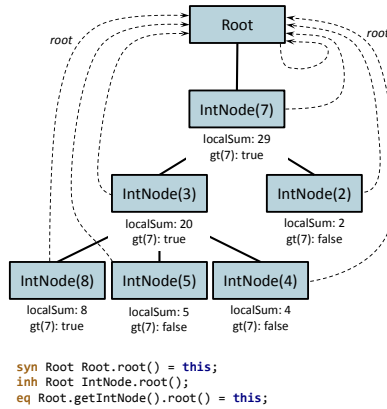 root
Root
root
IntNode(7)
localSum: 29
gt(7): true
IntNode(3)
IntNode(2)
localSum: 20
gt(7): true
localSum: 2
gt(7): false
IntNode(8)
IntNode(5)
IntNode(4)
localSum: 8
gt(7): true
localSum: 5
gt(7): false
localSum: 4
gt(7): false
syn Root Root.root() = this;
inh Root IntNode.root();
eq Root.getIntNode().root() = this;